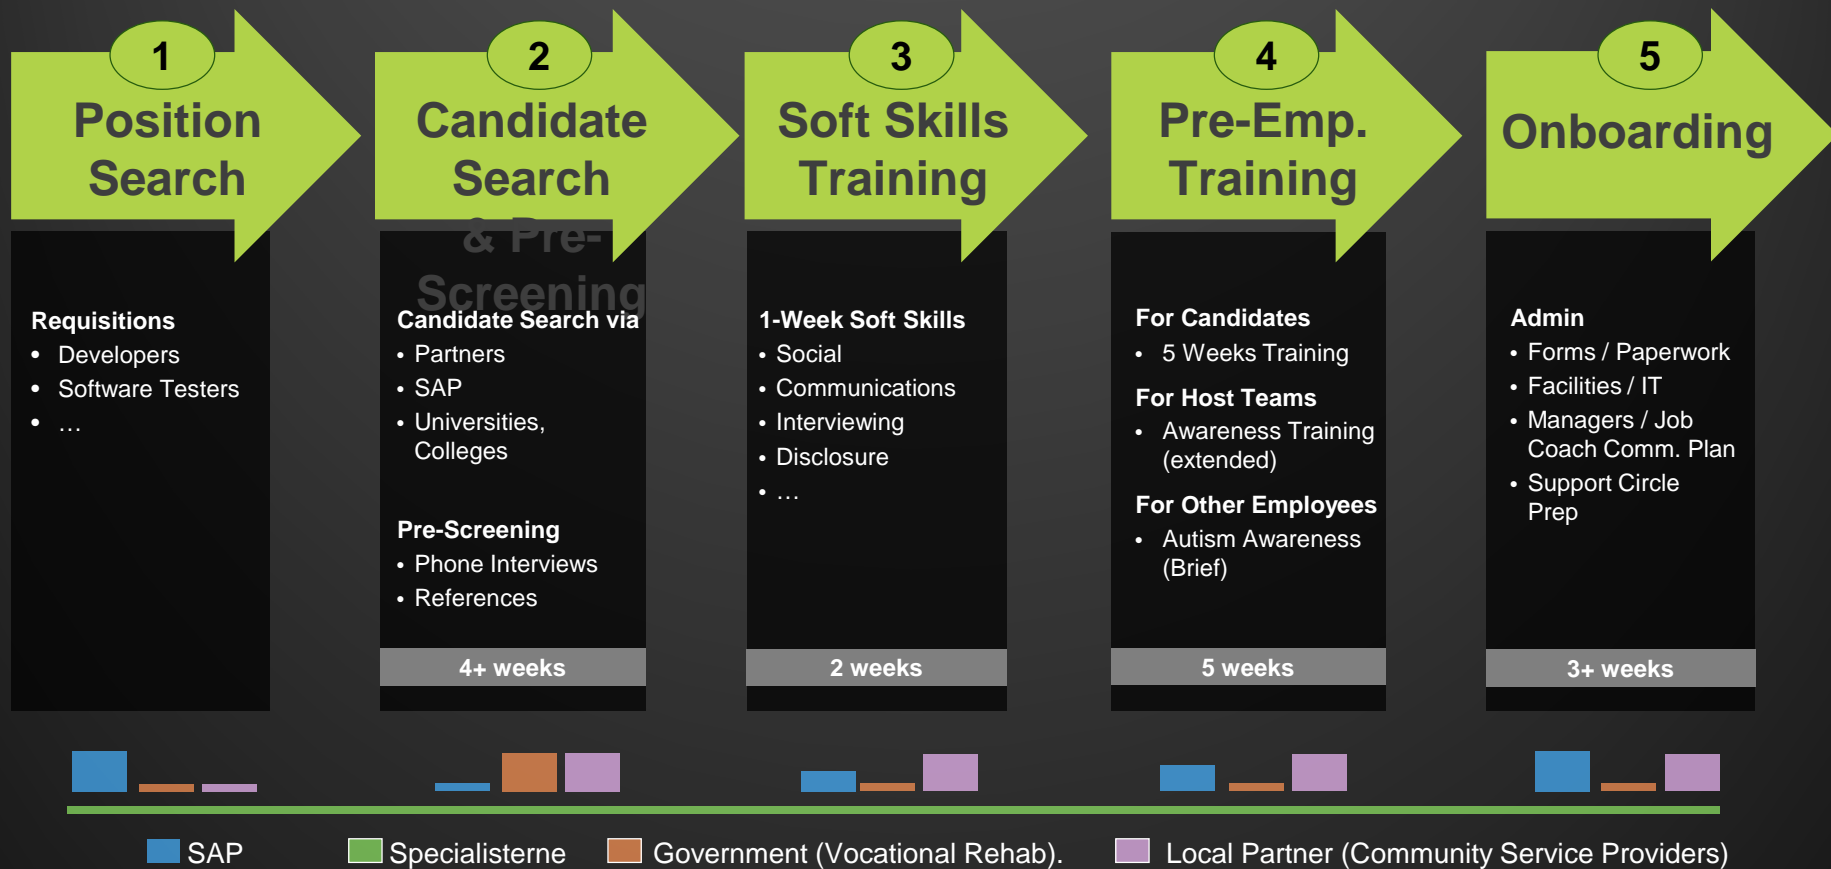 1
Position
Search
Requisitions
• Developers
• Software Testers
• …
2
Candidate
Search
& Pre-
Screening
Candidate Search via
• Partners
• SAP
• Universities,
Colleges
Pre-Screening
• Phone Interviews
• References
4+ weeks
3
Soft Skills
Training
1-Week Soft Skills
• Social
• Communications
• Interviewing
• Disclosure
• …
2 weeks
4
Pre-Emp.
Training
For Candidates
• 5 Weeks Training
For Host Teams
• Awareness Training
(extended)
For Other Employees
• Autism Awareness
(Brief)
5 weeks
5
Onboarding
Admin
• Forms / Paperwork
• Facilities / IT
• Managers / Job
Coach Comm. Plan
• Support Circle
Prep
3+ weeks
SAP
Specialisterne
Government (Vocational Rehab).
Local Partner (Community Service Providers)